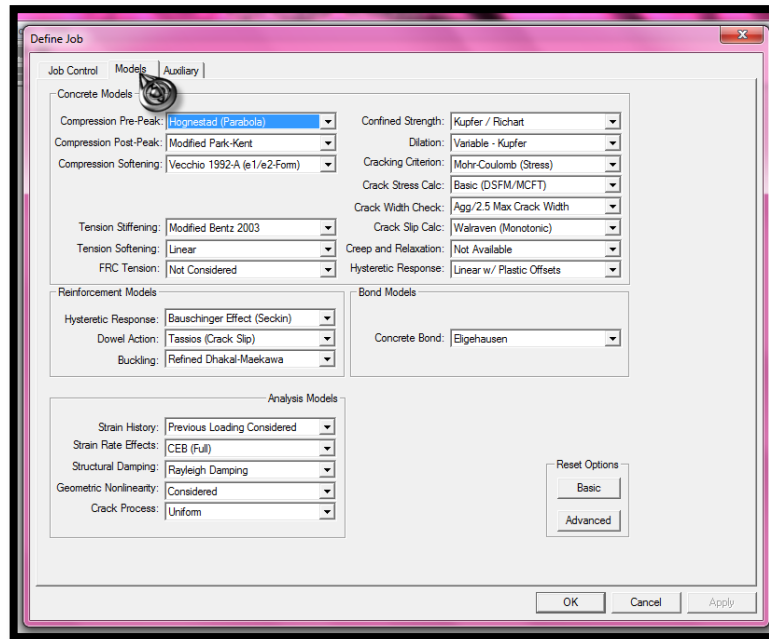 Define Job
Job Control Models Auxiliary
Concrete Models
Compression Pre-Peak: Hognestad (Parabola)
Compression Post-Peak: Modified Park-Kent
Compression Softening: Vecchio 1992-A (e1/e2-Form)
Tension Stiffening: Modified Bentz 2003
Tension Softening: Linear
FRC Tension: Not Considered
Confined Strength: Kupfer / Richart
Dilation: Variable - Kupfer
Cracking Criterion: Mohr-Coulomb (Stress)
Crack Stress Calc: Basic (DSFM/MCFT)
Crack Width Check: Agg/2.5 Max Crack Width
Crack Slip Calc: Walraven (Monotonic)
Creep and Relaxation: Not Available
Hysteretic Response: Linear w/ Plastic Offsets
Reinforcement Models
Hysteretic Response: Bauschinger Effect (Seckin)
Dowel Action: Tassios (Crack Slip)
Buckling: Refined Dhakal-Maekawa
Bond Models
Concrete Bond: Eligehausen
Analysis Models
Strain History: Previous Loading Considered
Strain Rate Effects: CEB (Full)
Structural Damping: Rayleigh Damping
Geometric Nonlinearity: Considered
Crack Process: Uniform
Reset Options
Basic
Advanced
OK Cancel Apply